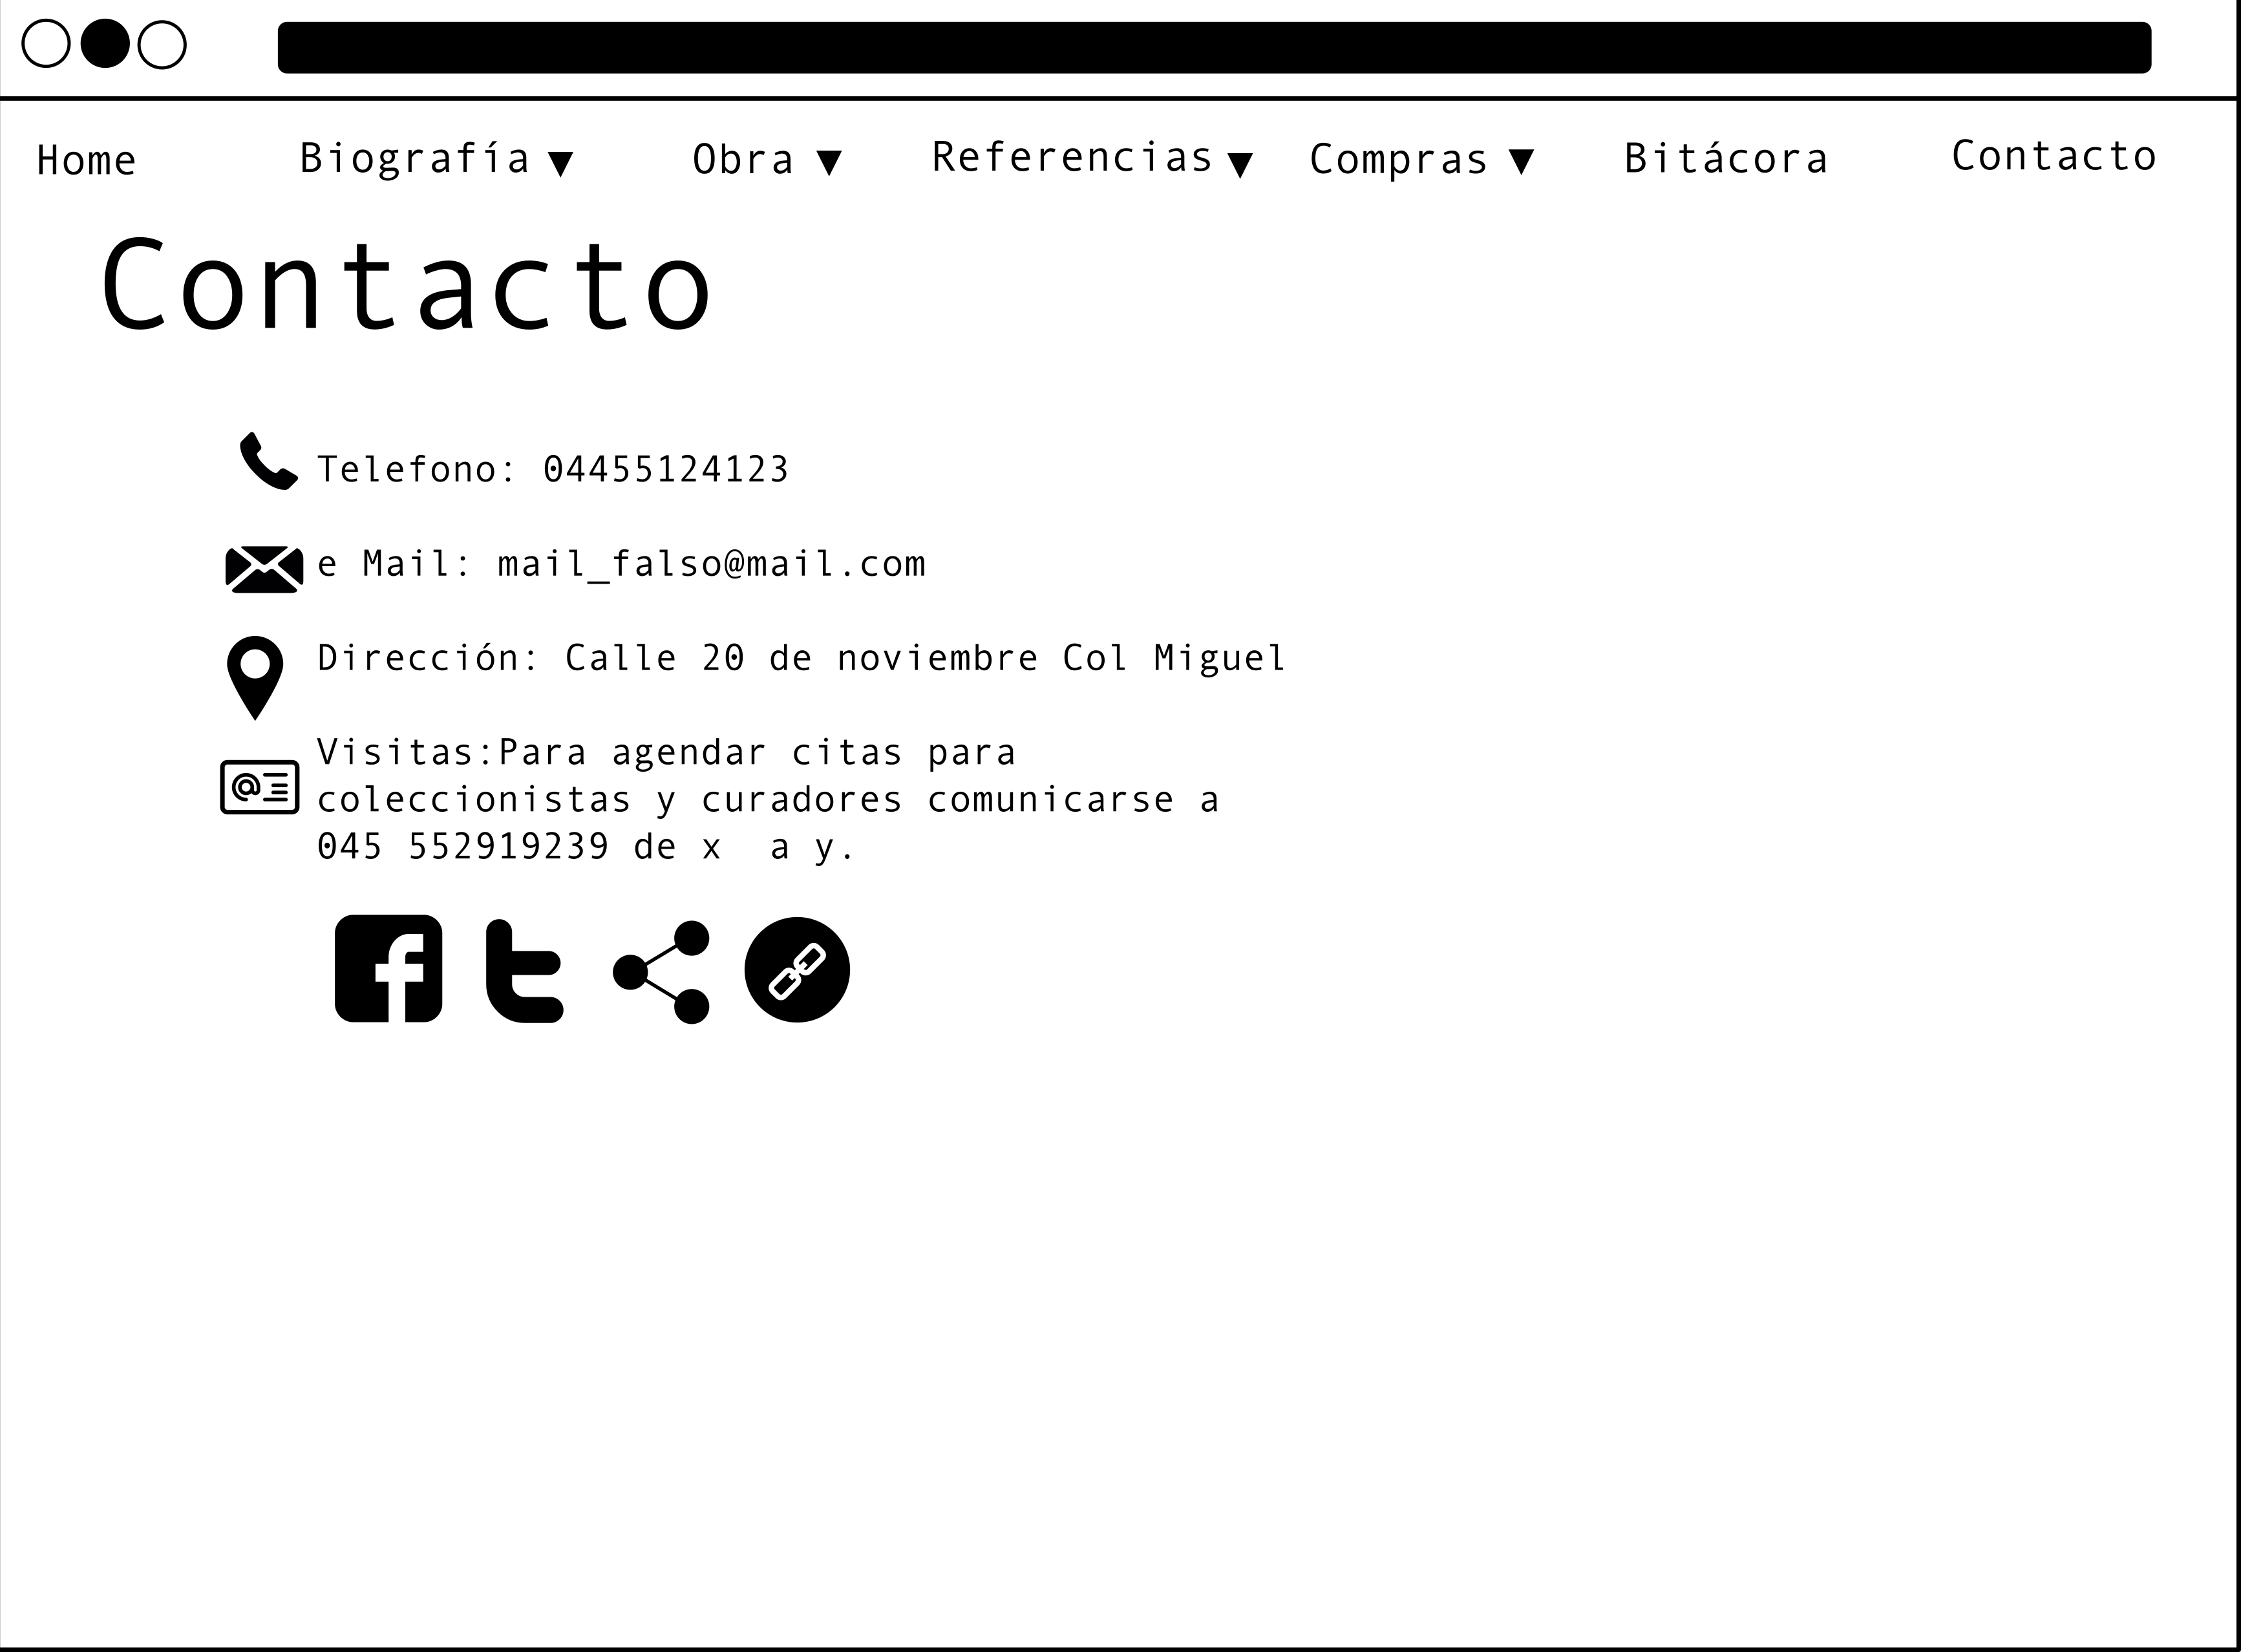 Home Biografía ▼ Obra ▼ Referencias ▼ Compras ▼ Bitácora Contacto
Contacto
Telefono: 04455124123
e Mail: mail_falso@mail.com
Dirección: Calle 20 de noviembre Col Miguel
Visitas:Para agendar citas para
coleccionistas y curadores comunicarse a
045 552919239 de x  a y.